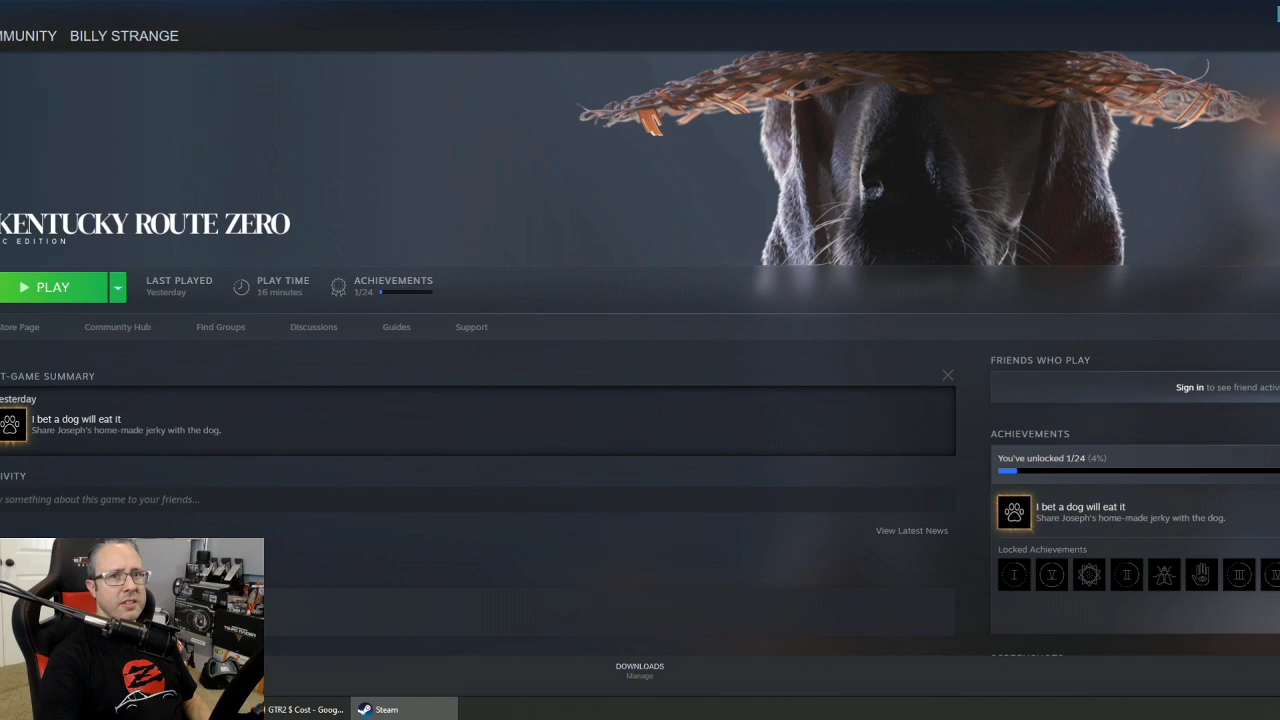 MMUNITY BILLY STRANGE
KENTUCKY ROUTE ZERO
C EDITION
PLAY
LAST PLAYED
Yesterday
PLAY TIME
16 minutes
ACHIEVEMENTS
1/24
tore Page
Community Hub
Find Groups
Discussions
Guides
Support
T-GAME SUMMARY
esterday
I bet a dog will eat it
Share Joseph's home-made jerky with the dog.
IVITY
y something about this game to your friends...
View Latest News
FRIENDS WHO PLAY
Sign in to see friend activi
ACHIEVEMENTS
You've unlocked 1/24 (4%)
I bet a dog will eat it
Share Joseph's home-made jerky with the dog.
Locked Achievements
I V II III
DOWNLOADS
Manage
GTR2 $ Cost - Goog...
Steam